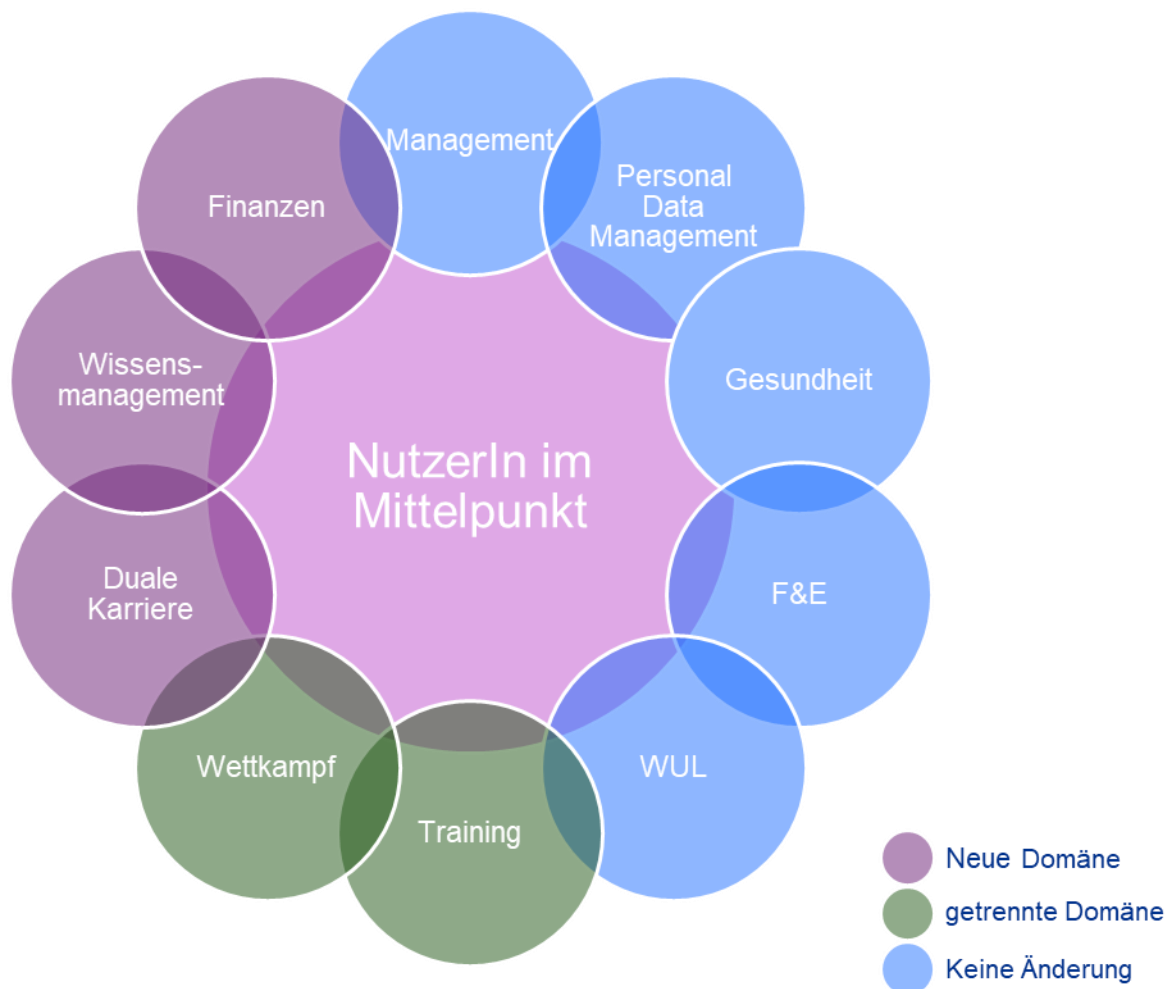 Management
Personal
Data
Management
Finanzen
Wissens-
management
Gesundheit
NutzerIn im
Mittelpunkt
Duale
Karriere
F&E
Wettkampf
WUL
Training
Neue Domäne
getrennte Domäne
Keine Änderung